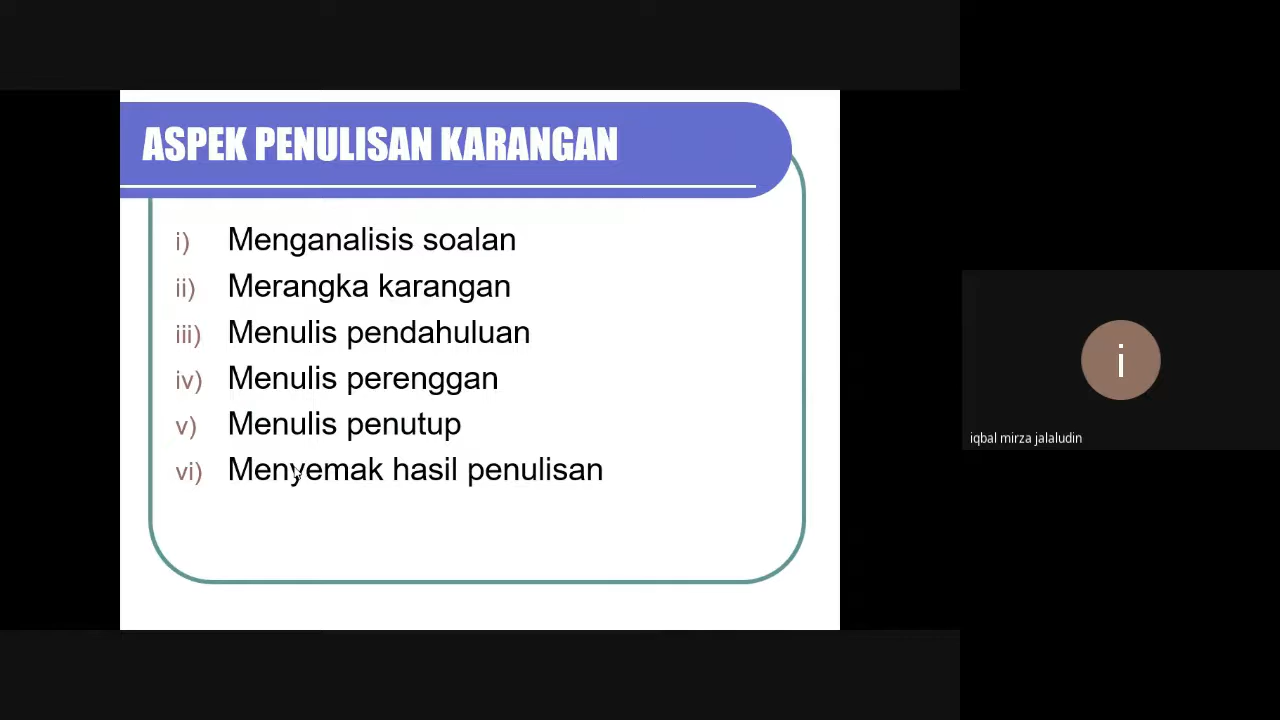 ASPEK PENULISAN KARANGAN
i) Menganalisis soalan
ii) Merangka karangan
iii) Menulis pendahuluan
iv) Menulis perenggan
v) Menulis penutup
vi) Menyemak hasil penulisan
i
iqbal mirza jalaludin